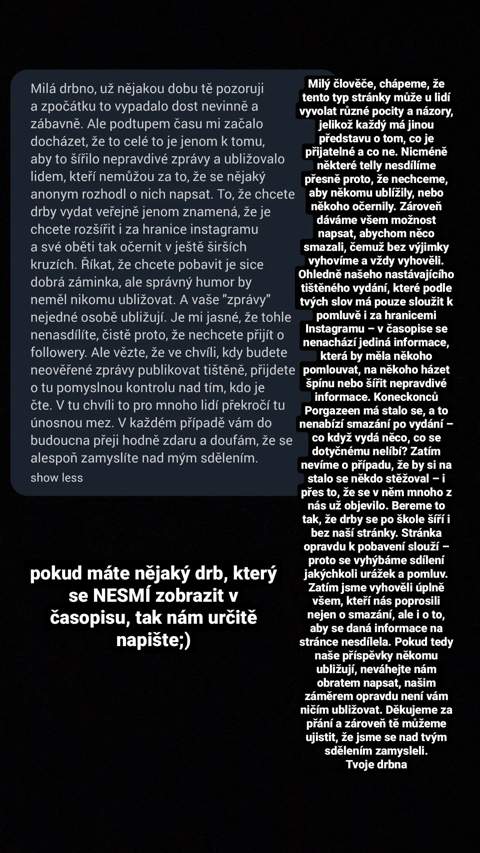 Milá drbno, už nějakou dobu tě pozoruji
a zpočátku to vypadalo dost nevinně a
zábavně. Ale podtupem času mi začalo
docházet, že to celé to je jenom k tomu,
aby to šířilo nepravdivé zprávy a ubližovalo
lidem, kteří nemůžou za to, že se nějaký
anonym rozhodl o nich napsat. To, že chcete
drby vydat veřejně jenom znamená, že je
chcete rozšířit i za hranice instagramu
a své oběti tak očernit v ještě širších
kruzích. Říkat, že chcete pobavit je sice
dobrá záminka, ale správný humor by
neměl nikomu ubližovat. A vaše "zprávy"
nejedné osobě ubližují. Je mi jasné, že tohle
nenasdílíte, čistě proto, že nechcete přijít o
followery. Ale vězte, že ve chvíli, kdy budete
neověřené zprávy publikovat tištěně, přijdete
o tu pomyslnou kontrolu nad tím, kdo je
čte. V tu chvíli to pro mnoho lidí překročí tu
únosnou mez. V každém případě vám do
budoucna přeji hodně zdaru a doufám, že se
alespoň zamyslíte nad mým sdělením.
show less
pokud máte nějaký drb, který
se NESMÍ zobrazit v
časopisu, tak nám určitě
napište;)
Milý člověče, chápeme, že
tento typ stránky může u lidí
vyvolat různé pocity a názory,
jelikož každý má jinou
představu o tom, co je
přijatelné a co ne. Nicméně
některé telly nesdílíme
přesně proto, že nechceme,
aby někomu ublížily, nebo
někoho očernily. Zároveň
dáváme všem možnost
napsat, abychom něco
smazali, čemuž bez výjimky
vyhovíme a vždy vyhověli.
Ohledně našeho nastávajícího
tištěného vydání, které podle
tvých slov má pouze sloužit k
pomluvě i za hranicemi
Instagramu – v časopise se
nenachází jediná informace,
která by měla někoho
pomlouvat, na někoho házet
špínu nebo šířit nepravdivé
informace. Koneckonců
Porgazeen má stalo se, a to
nenabízí smazání po vydání –
co když vydá něco, co se
dotyčnému nelíbí? Zatím
nevíme o případu, že by si na
stalo se někdo stěžoval – i
přes to, že se v něm mnoho z
nás už objevilo. Bereme to
tak, že drby se po škole šíří i
bez naší stránky. Stránka
opravdu k pobavení slouží –
proto se vyhýbáme sdílení
jakýchkoli urážek a pomluv.
Zatím jsme vyhověli úplně
všem, kteří nás poprosili
nejen o smazání, ale i o to,
aby se daná informace na
stránce nesdílela. Pokud tedy
naše příspěvky někomu
ubližují, neváhejte nám
obratem napsat, našim
záměrem opravdu není vám
ničím ubližovat. Děkujeme za
přání a zároveň tě můžeme
ujistit, že jsme se nad tvým
sdělením zamysleli.
Tvoje drbna